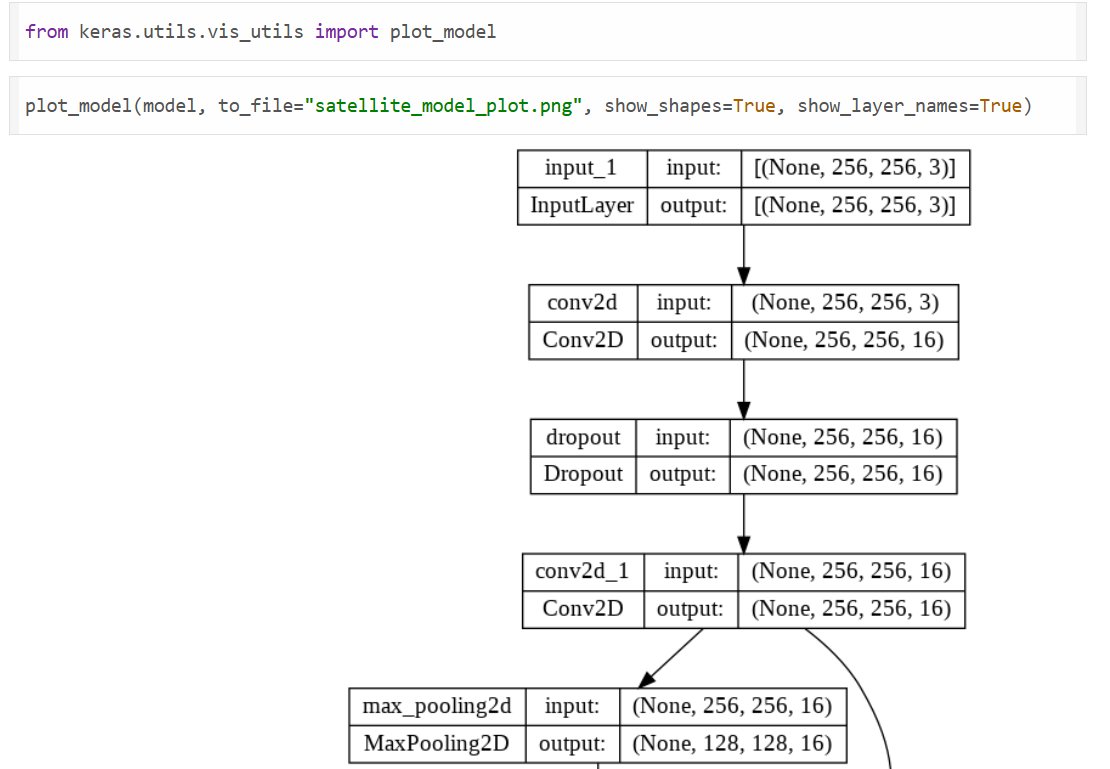 from keras.utils.vis_utils import plot_model
plot_model(model, to_file="satellite_model_plot.png", show_shapes=True, show_layer_names=True)
input_1 input: [(None, 256, 256, 3)]
InputLayer output: [(None, 256, 256, 3)]
conv2d input: (None, 256, 256, 3)
Conv2D output: (None, 256, 256, 16)
dropout input: (None, 256, 256, 16)
Dropout output: (None, 256, 256, 16)
conv2d_1 input: (None, 256, 256, 16)
Conv2D output: (None, 256, 256, 16)
max_pooling2d input: (None, 256, 256, 16)
MaxPooling2D output: (None, 128, 128, 16)